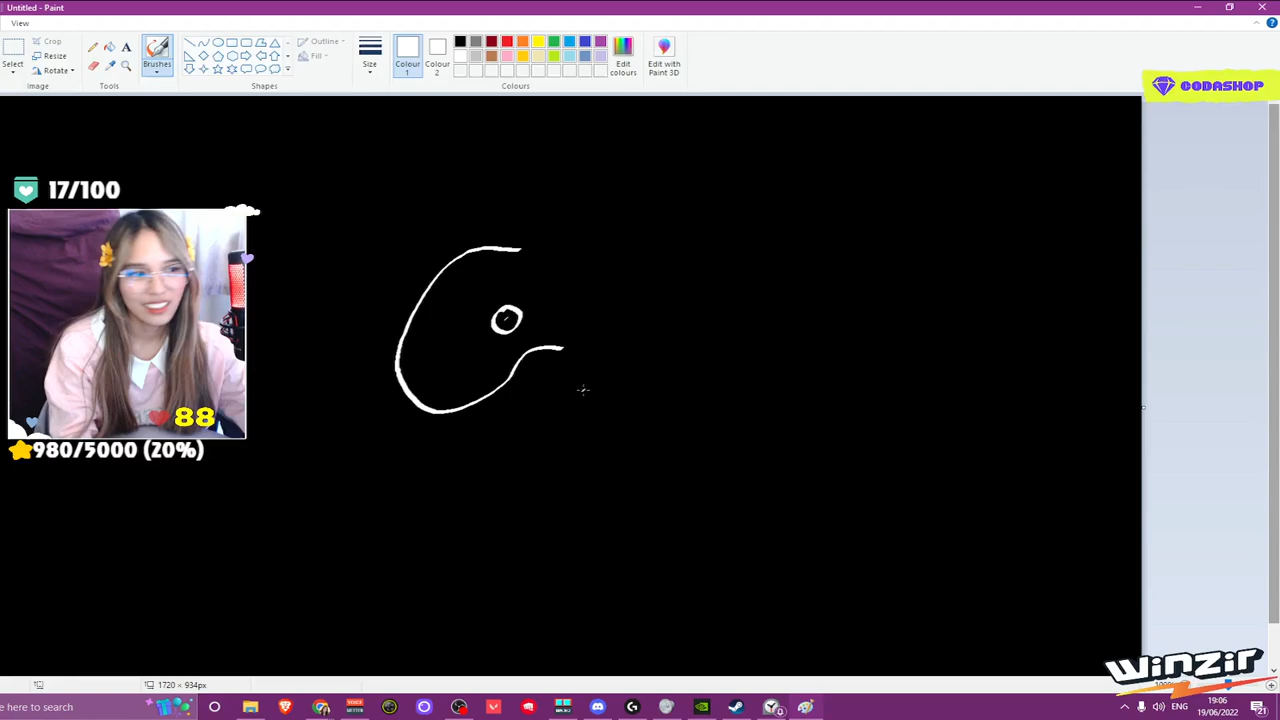 Untitled - Paint
View
Select
Crop
Resize
Rotate
Image
Tools
Brushes
Outline
Fill
Shapes
Size
Colour 1
Colour 2
Edit colours
Edit with Paint 3D
Colours
CODASHOP
17/100
88
980/5000 (20%)
WINZIR
1720 × 934px
100%
here to search
ENG
19:06
19/06/2022
21